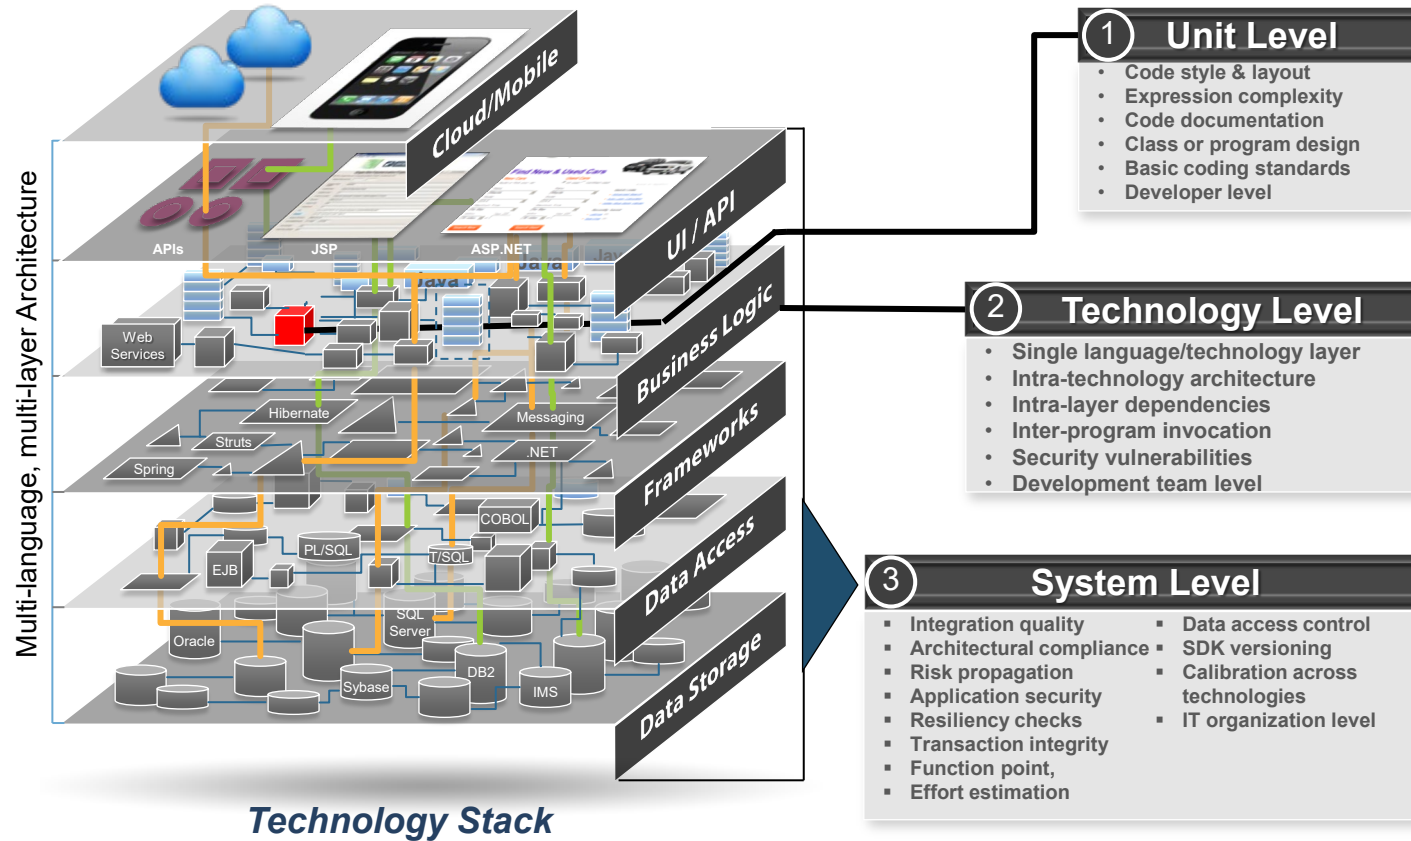 Multi-language, multi-layer Architecture
Cloud/Mobile
Find New & Used Cars
UI / API
APIs
JSP
ASP.NET
Java
Java
Java
Web
Services
Business Logic
Hibernate
Messaging
Struts
.NET
Spring
Frameworks
COBOL
PL/SQL
T/SQL
EJB
Data Access
SQL
Server
Oracle
DB2
Sybase
IMS
Data Storage
Technology Stack
1
Unit Level
• Code style & layout
• Expression complexity
• Code documentation
• Class or program design
• Basic coding standards
• Developer level
2
Technology Level
• Single language/technology layer
• Intra-technology architecture
• Intra-layer dependencies
• Inter-program invocation
• Security vulnerabilities
• Development team level
3
System Level
▪ Integration quality
▪ Architectural compliance
▪ Risk propagation
▪ Application security
▪ Resiliency checks
▪ Transaction integrity
▪ Function point,
▪ Effort estimation
▪ Data access control
▪ SDK versioning
▪ Calibration across
technologies
▪ IT organization level